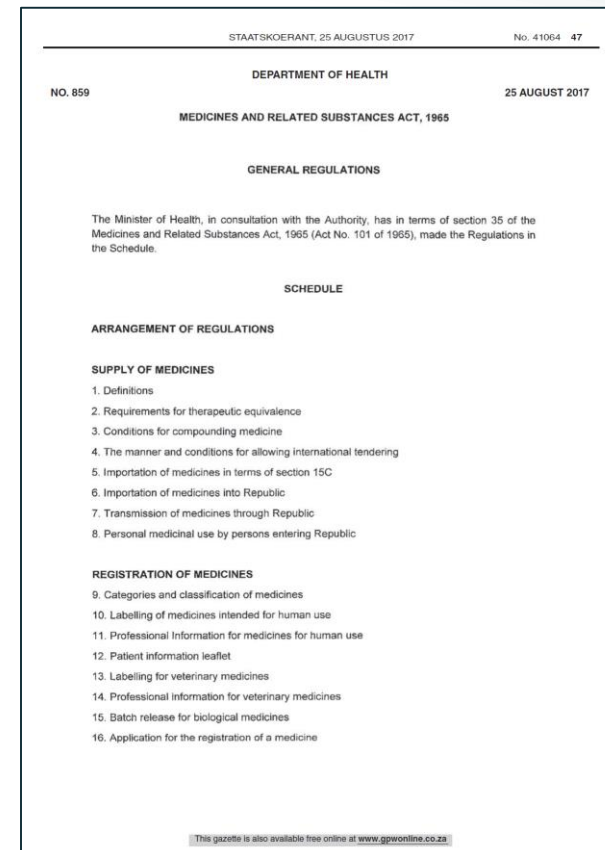 STAATSKOERANT, 25 AUGUSTUS 2017 No. 41064 47
DEPARTMENT OF HEALTH
NO. 859 25 AUGUST 2017
MEDICINES AND RELATED SUBSTANCES ACT, 1965
GENERAL REGULATIONS
The Minister of Health, in consultation with the Authority, has in terms of section 35 of the
Medicines and Related Substances Act, 1965 (Act No. 101 of 1965), made the Regulations in
the Schedule.
SCHEDULE
ARRANGEMENT OF REGULATIONS
SUPPLY OF MEDICINES
1. Definitions
2. Requirements for therapeutic equivalence
3. Conditions for compounding medicine
4. The manner and conditions for allowing international tendering
5. Importation of medicines in terms of section 15C
6. Importation of medicines into Republic
7. Transmission of medicines through Republic
8. Personal medicinal use by persons entering Republic
REGISTRATION OF MEDICINES
9. Categories and classification of medicines
10. Labelling of medicines intended for human use
11. Professional Information for medicines for human use
12. Patient information leaflet
13. Labelling for veterinary medicines
14. Professional Information for veterinary medicines
15. Batch release for biological medicines
16. Application for the registration of a medicine
This gazette is also available free online at www.gpwonline.co.za